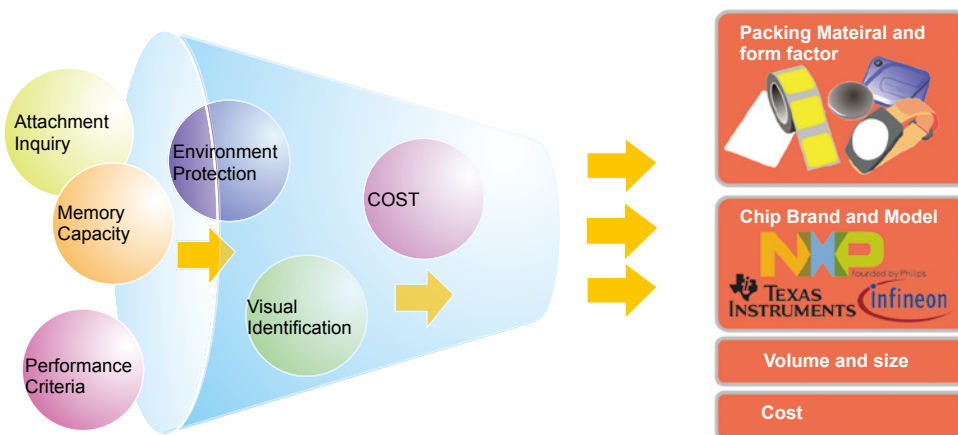 Attachment
Inquiry
Memory
Capacity
Performance
Criteria
Environment
Protection
Visual
Identification
COST
Packing Mateiral and
form factor
Chip Brand and Model
NXP
founded by Philips
TEXAS
INSTRUMENTS
infineon
Volume and size
Cost